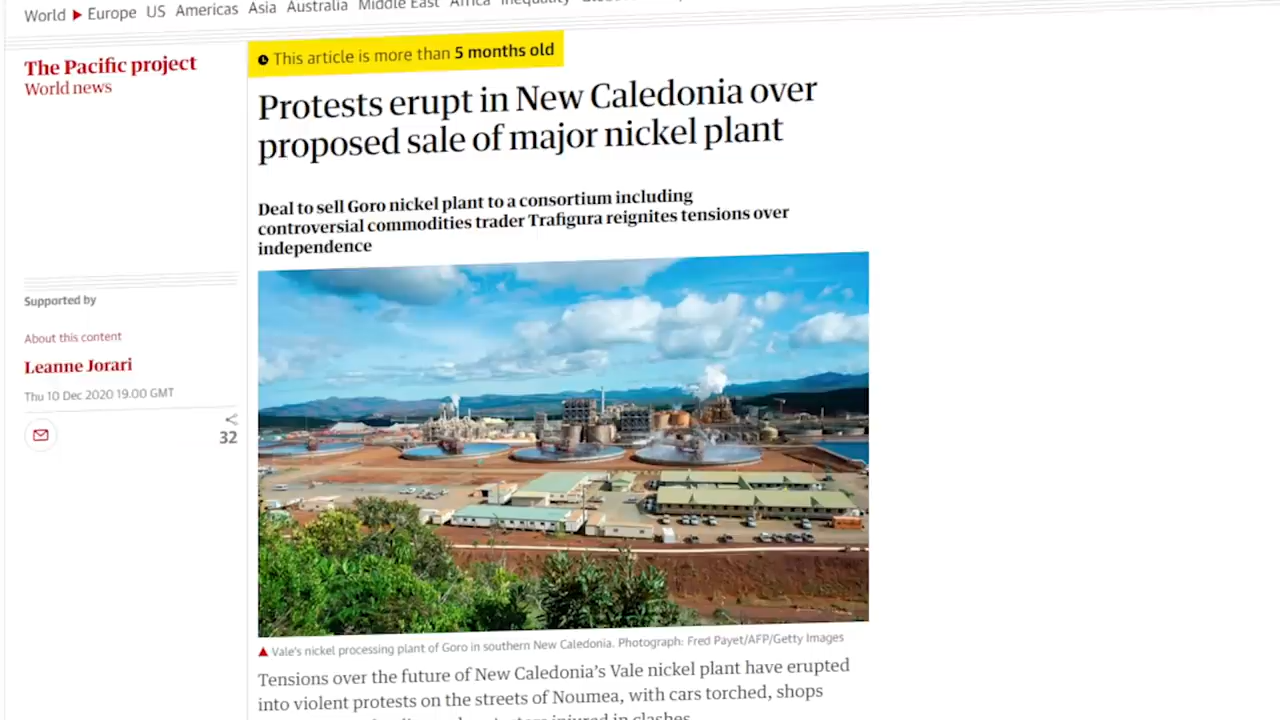 World Europe US Americas Asia Australia Middle East Africa Inequality
The Pacific project
World news
This article is more than 5 months old
Protests erupt in New Caledonia over
proposed sale of major nickel plant
Deal to sell Goro nickel plant to a consortium including
controversial commodities trader Trafigura reignites tensions over
independence
Supported by
About this content
Leanne Jorari
Thu 10 Dec 2020 19.00 GMT
32
Vale's nickel processing plant of Goro in southern New Caledonia. Photograph: Fred Payet/AFP/Getty Images
Tensions over the future of New Caledonia's Vale nickel plant have erupted
into violent protests on the streets of Noumea, with cars torched, shops
injured in clashes.